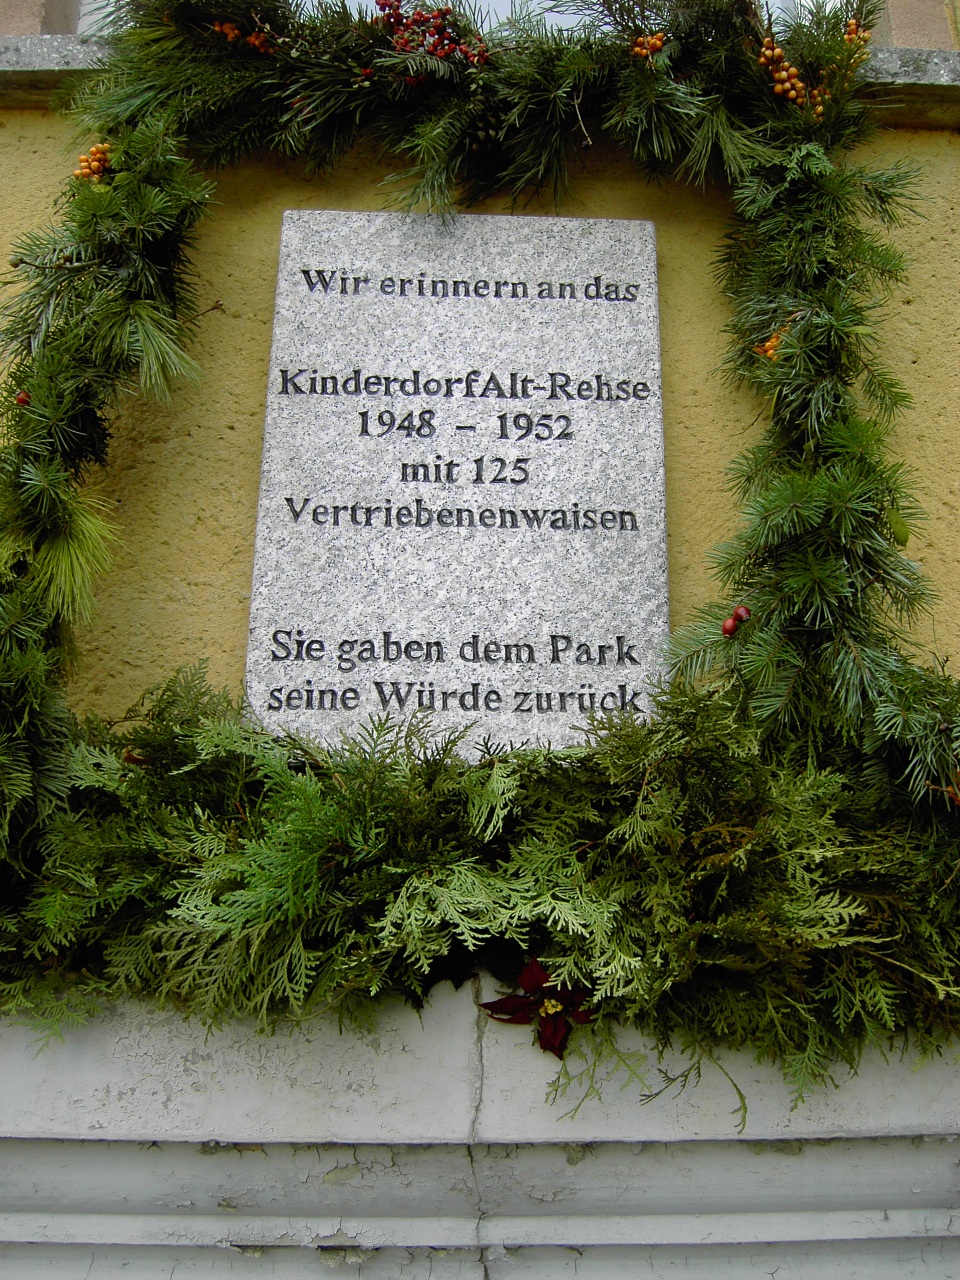 Wir erinnern an das
KinderdorfAlt-Rehse
1948 – 1952
mit 125
Vertriebenenwaisen
Sie gaben dem Park
seine Würde zurück